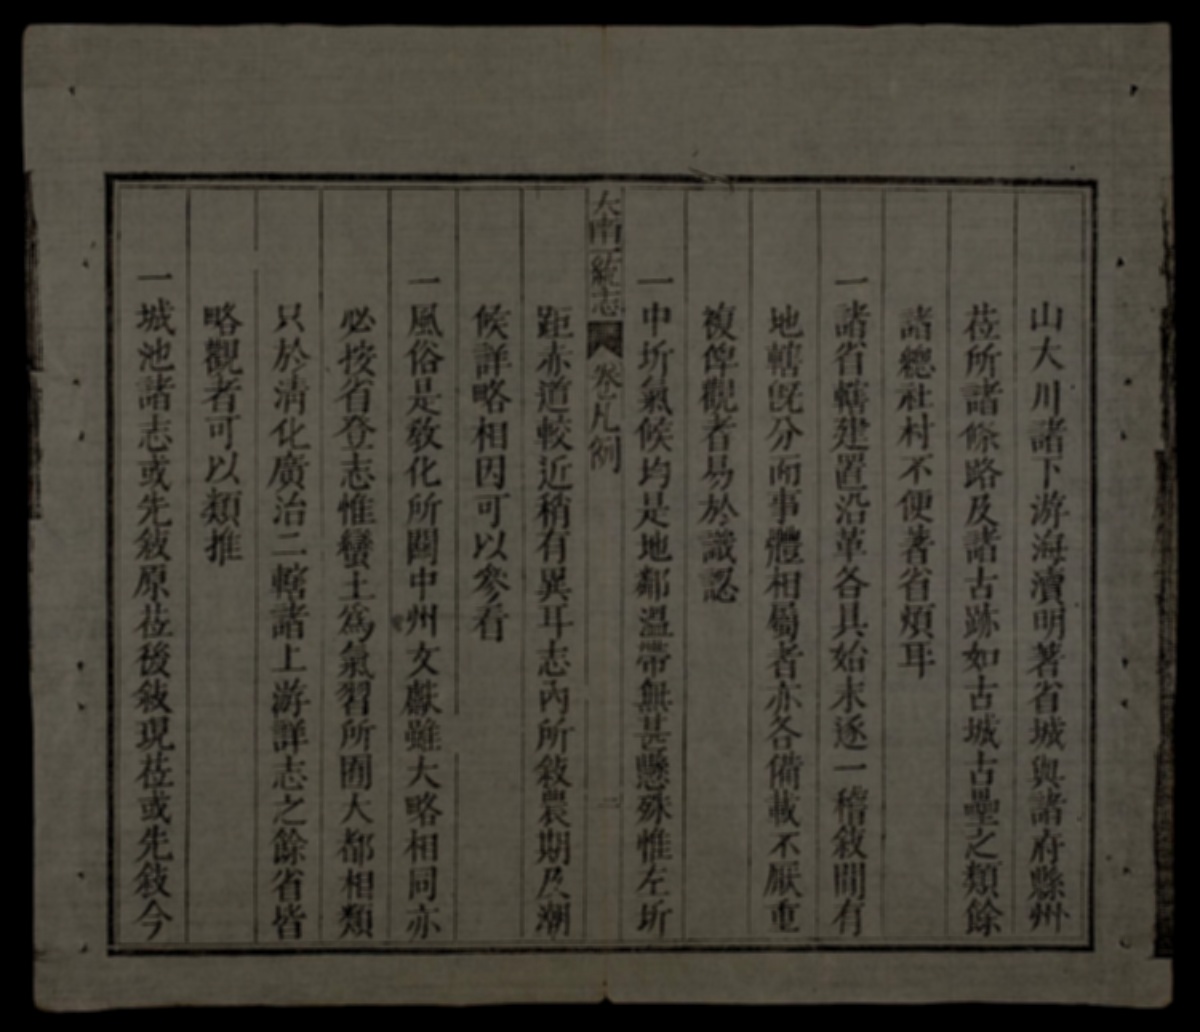 山大川諸下游海瀆明著省城與諸府縣州
莅所諸條路及諸古跡如古城古壘之類餘
諸總社村不便著省煩耳
一諸省轄建置沿革各具始末逐一稽敘間有
地轄旣分而事體相屬者亦各備載不厭重
複俾觀者易於識認
一中圻氣候均是地鄰溫帶無甚懸殊惟左圻
大南一統志 卷首凡例 二
距赤道較近稍有異耳志內所敘農期及潮
候詳略相因可以參看
一風俗是敎化所關中州文獻雖大略相同亦
必按省登志惟蠻土爲氣習所囿大都相類
只於淸化廣治二轄諸上游詳志之餘省皆
略觀者可以類推
一城池諸志或先敍原莅後敍現莅或先敍今